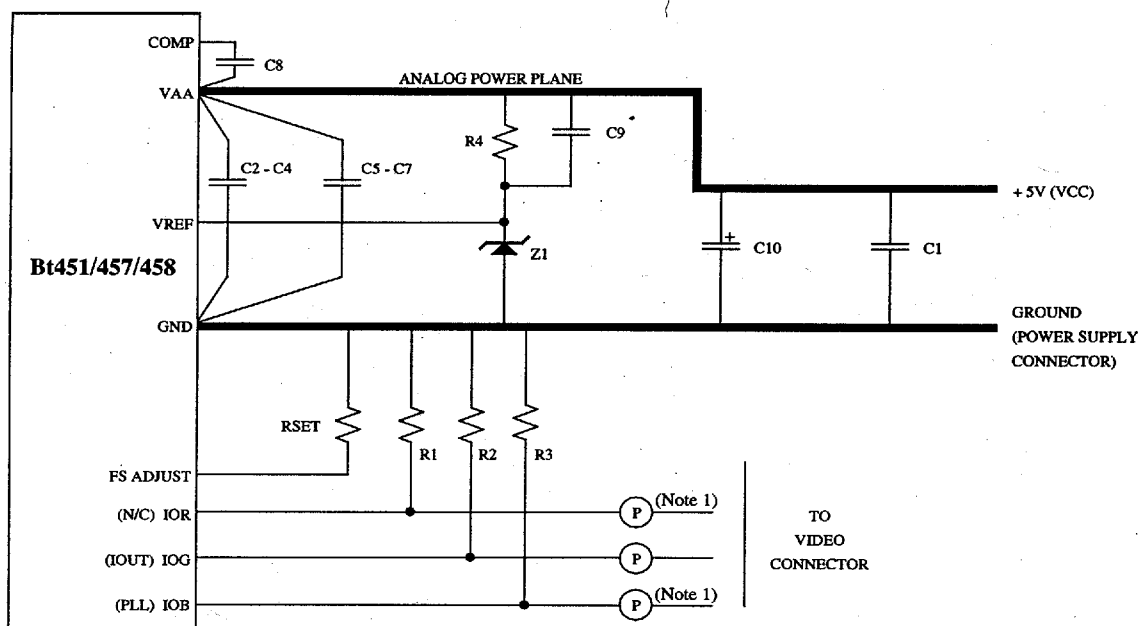 COMP
C8
ANALOG POWER PLANE
VAA
R4
C9
C2 - C4
C5 - C7
+ 5V (VCC)
VREF
Z1
+
C10
C1
Bt451/457/458
GND
GROUND
(POWER SUPPLY
CONNECTOR)
RSET
R1
R2
R3
FS ADJUST
(N/C) IOR
P
(Note 1)
TO
VIDEO
CONNECTOR
(IOUT) IOG
P
(PLL) IOB
P
(Note 1)